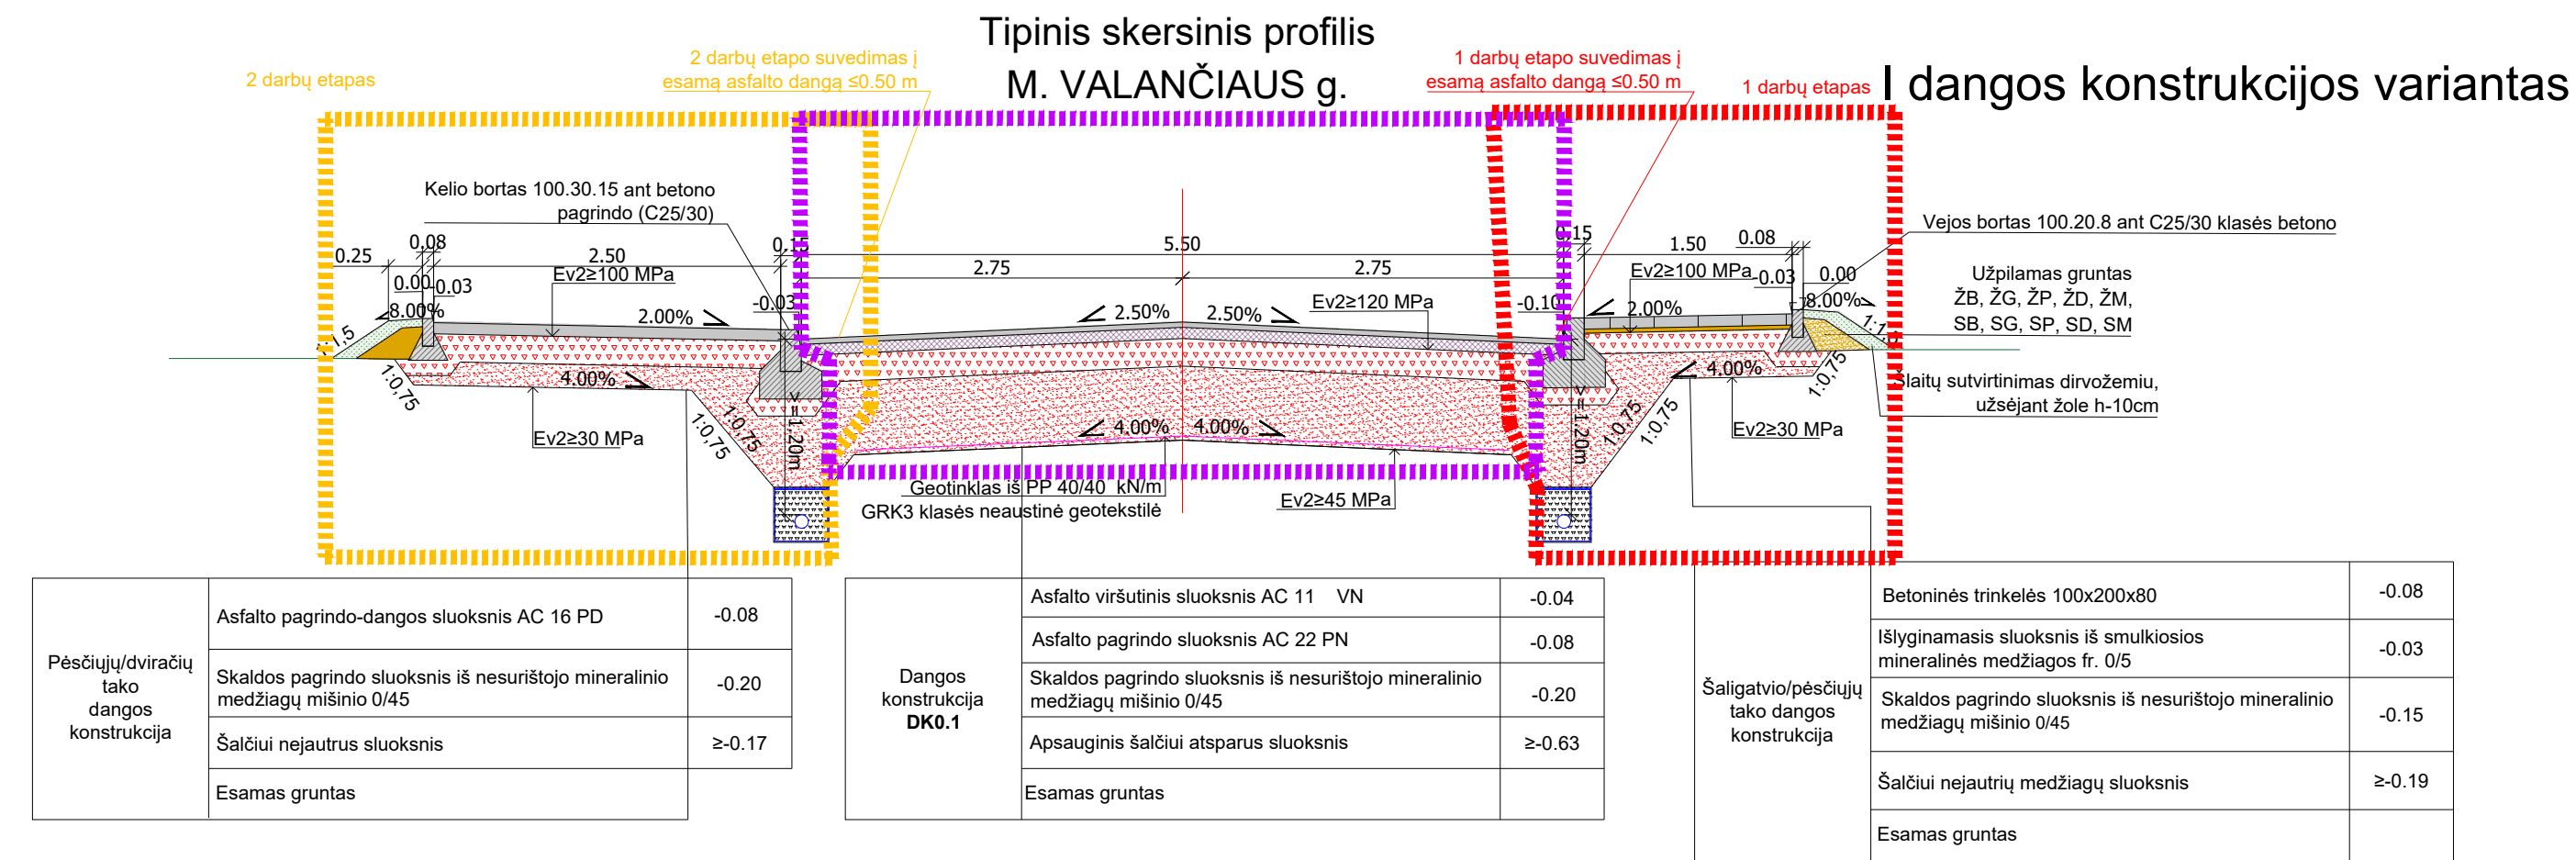 Tipinis skersinis profilis
M. VALANČIAUS g.
I dangos konstrukcijos variantas
2 darbų etapas
2 darbų etapo suvedimas į
esamą asfalto dangą ≤0.50 m
1 darbų etapo suvedimas į
esamą asfalto dangą ≤0.50 m
1 darbų etapas
Kelio bortas 100.30.15 ant betono
pagrindo (C25/30)
Vejos bortas 100.20.8 ant C25/30 klasės betono
0.25
0.08
2.50
0.15
5.50
2.75
2.75
0.15
1.50
0.08
0.00
-0.03
Ev2≥100 MPa
-0.03
Ev2≥120 MPa
-0.10
Ev2≥100 MPa
-0.03
0.00
Užpilamas gruntas
ŽB, ŽG, ŽP, ŽD, ŽM,
SB, SG, SP, SD, SM
8.00%
2.00%
2.50%
2.50%
2.00%
8.00%
1:1,5
1:0,75
4.00%
1:0,75
1:0,75
>=1,20m
4.00%
4.00%
>=1,20m
1:0,75
1:0,75
4.00%
1:0,75
Šlaitų sutvirtinimas dirvožemiu,
užsėjant žole h-10cm
Ev2≥30 MPa
Ev2≥30 MPa
Geotinklas iš PP 40/40 kN/m
GRK3 klasės neaustinė geotekstilė
Ev2≥45 MPa
Pėsčiųjų/dviračių
tako
dangos
konstrukcija
Asfalto pagrindo-dangos sluoksnis AC 16 PD
-0.08
Skaldos pagrindo sluoksnis iš nesurištojo mineralinio
medžiagų mišinio 0/45
-0.20
Šalčiui nejautrus sluoksnis
≥-0.17
Esamas gruntas
Dangos
konstrukcija
DK0.1
Asfalto viršutinis sluoksnis AC 11 VN
-0.04
Asfalto pagrindo sluoksnis AC 22 PN
-0.08
Skaldos pagrindo sluoksnis iš nesurištojo mineralinio
medžiagų mišinio 0/45
-0.20
Apsauginis šalčiui atsparus sluoksnis
≥-0.63
Esamas gruntas
Šaligatvio/pėsčiųjų
tako dangos
konstrukcija
Betoninės trinkelės 100x200x80
-0.08
Išlyginamasis sluoksnis iš smulkiosios
mineralinės medžiagos fr. 0/5
-0.03
Skaldos pagrindo sluoksnis iš nesurištojo mineralinio
medžiagų mišinio 0/45
-0.15
Šalčiui nejautrių medžiagų sluoksnis
≥-0.19
Esamas gruntas